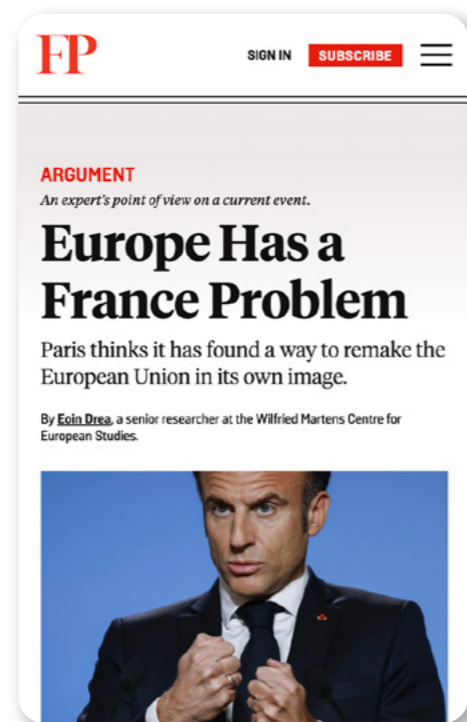 FP
SIGN IN
SUBSCRIBE
ARGUMENT
An expert's point of view on a current event.
Europe Has a
France Problem
Paris thinks it has found a way to remake the
European Union in its own image.
By Eoin Drea, a senior researcher at the Wilfried Martens Centre for
European Studies.